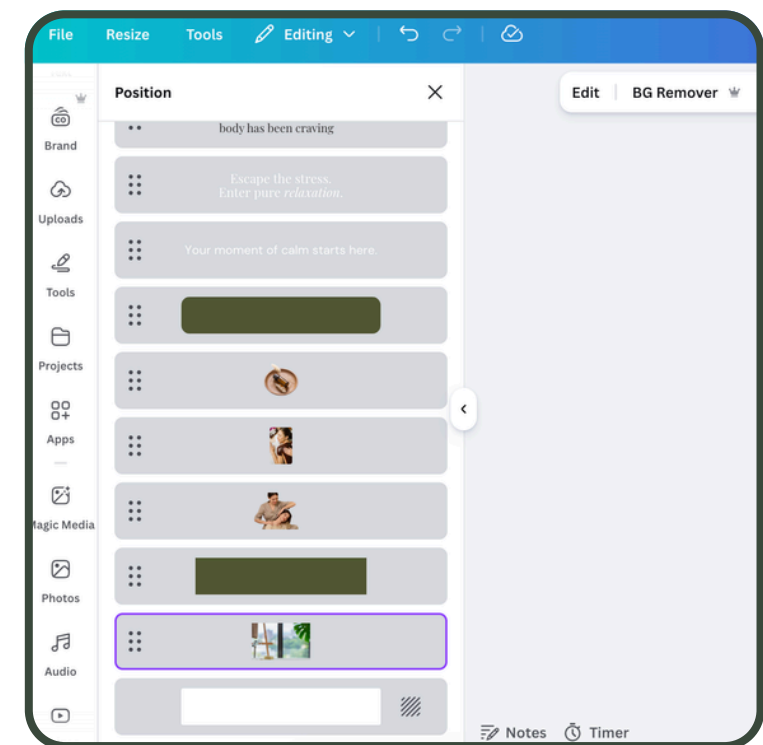 File Resize Tools Editing
Position
Edit BG Remover
Brand
Uploads
Tools
Projects
Apps
Magic Media
Photos
Audio
body has been craving
Escape the stress.
Enter pure relaxation.
Your moment of calm starts here.
Notes Timer